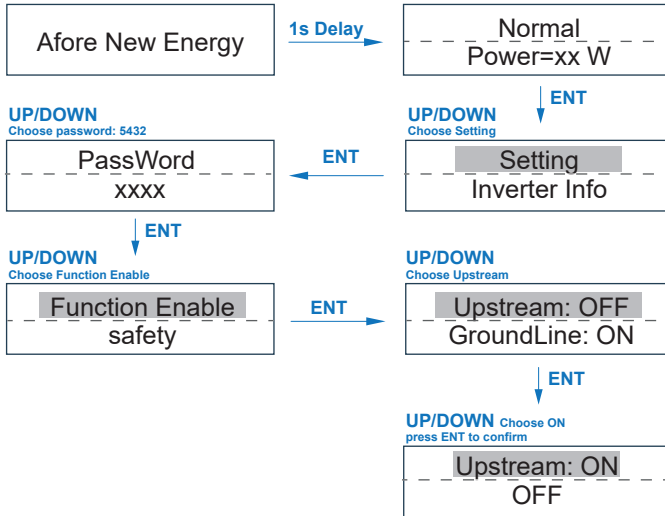 Afore New Energy
1s Delay
Normal
Power=xx W
ENT
UP/DOWN
Choose Setting
Setting
Inverter Info
ENT
UP/DOWN
Choose password: 5432
PassWord
xxxx
ENT
UP/DOWN
Choose Function Enable
Function Enable
safety
ENT
UP/DOWN
Choose Upstream
Upstream: OFF
GroundLine: ON
ENT
UP/DOWN Choose ON
press ENT to confirm
Upstream: ON
OFF